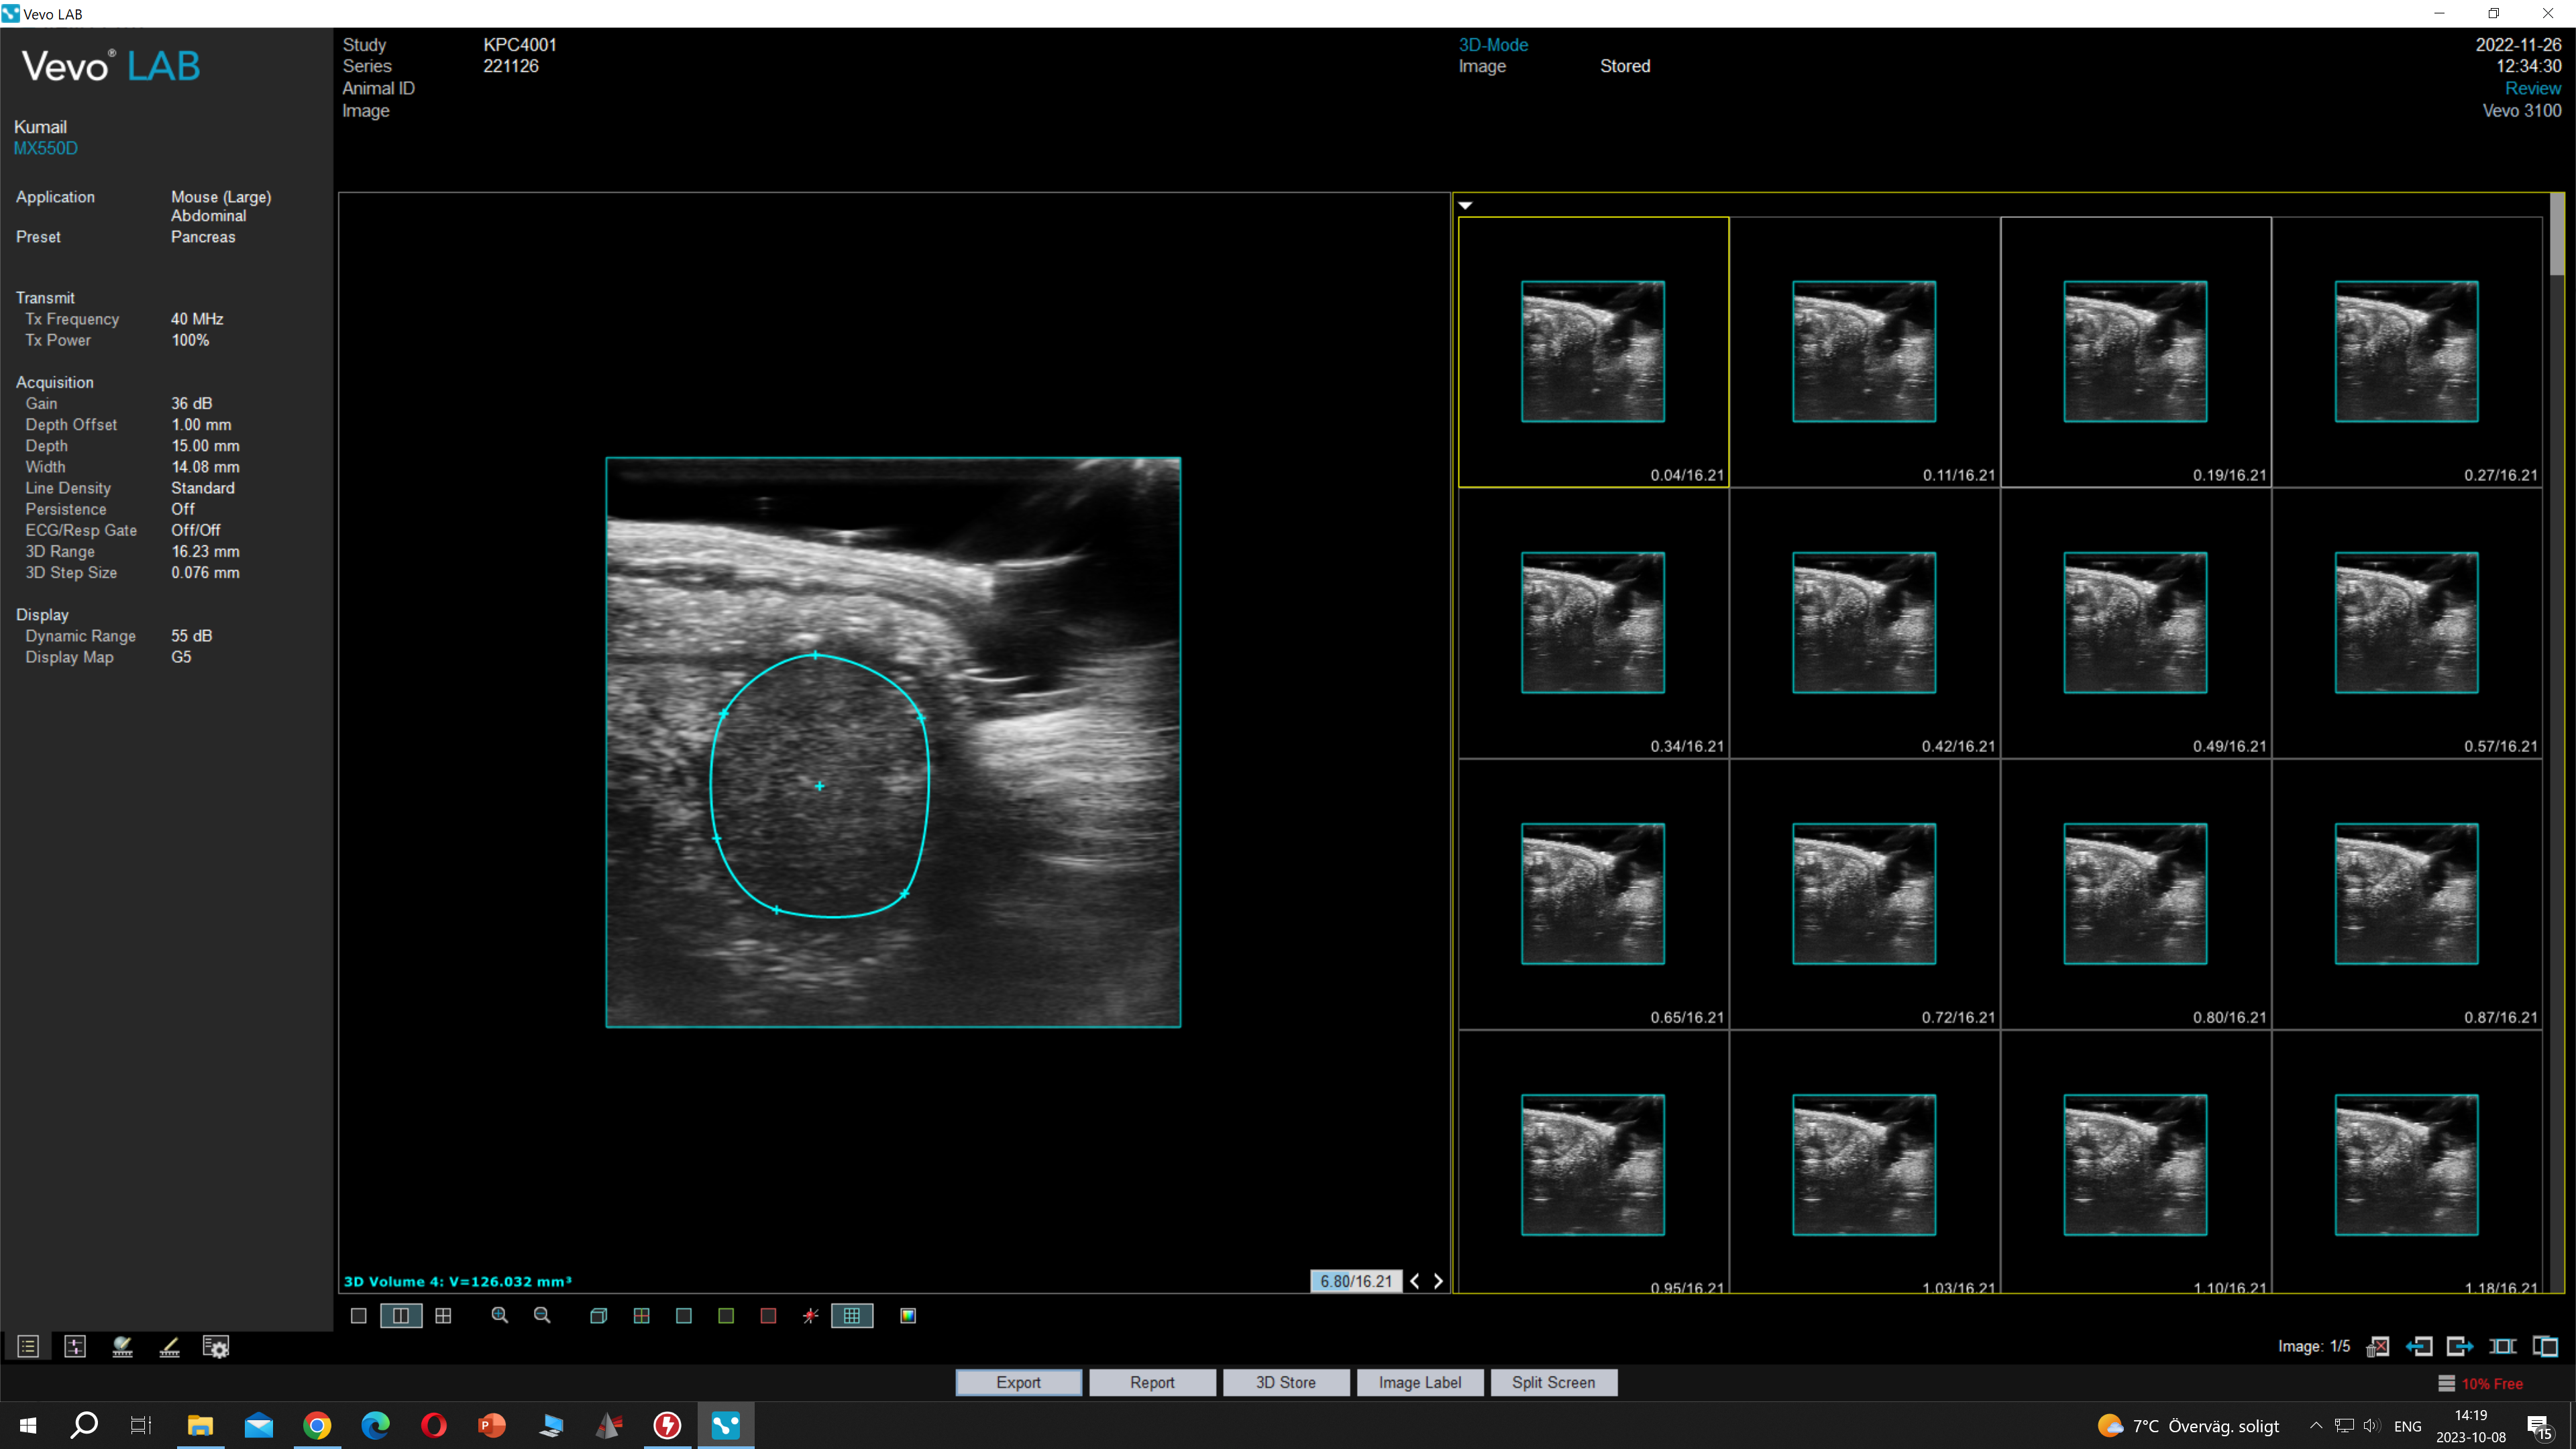 Vevo LAB
Vevo® LAB
Kumail
MX550D
Application Mouse (Large)
Abdominal
Preset Pancreas
Transmit
Tx Frequency 40 MHz
Tx Power 100%
Acquisition
Gain 36 dB
Depth Offset 1.00 mm
Depth 15.00 mm
Width 14.08 mm
Line Density Standard
Persistence Off
ECG/Resp Gate Off/Off
3D Range 16.23 mm
3D Step Size 0.076 mm
Display
Dynamic Range 55 dB
Display Map G5
Study KPC4001
Series 221126
Animal ID
Image
3D-Mode
Image Stored
2022-11-26
12:34:30
Review
Vevo 3100
0.04/16.21 0.11/16.21 0.19/16.21 0.27/16.21
0.34/16.21 0.42/16.21 0.49/16.21 0.57/16.21
0.65/16.21 0.72/16.21 0.80/16.21 0.87/16.21
0.95/16.21 1.03/16.21 1.10/16.21 1.18/16.21
3D Volume 4: V=126.032 mm³
6.80/16.21
Image: 1/5
Export Report 3D Store Image Label Split Screen
10% Free
7°C Överväg. soligt
ENG
14:19
2023-10-08
15